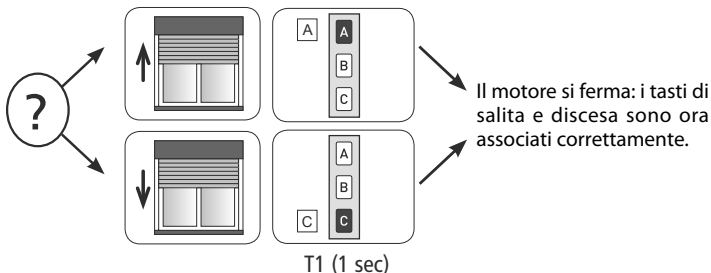 ?
A
A
B
C
A
B
C
C
T1 (1 sec)
Il motore si ferma: i tasti di
salita e discesa sono ora
associati correttamente.